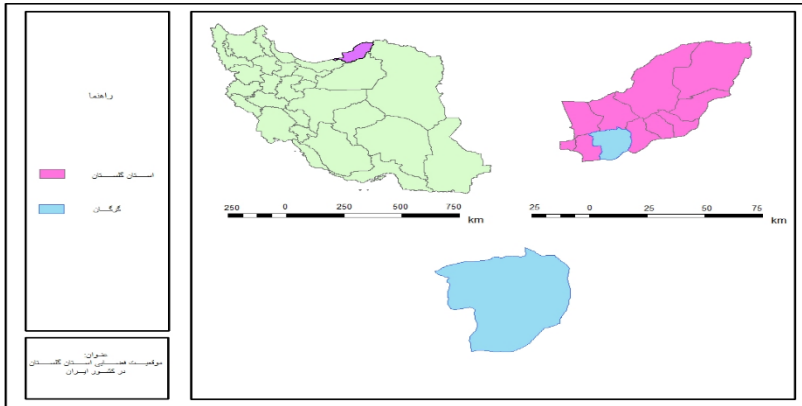 راهنما
استان گلستان
گرگان
عنوان:
موقعیت فضایی استان گلستان
در کشور ایران
250 0 250 500 750
km
25 0 25 50 75
km